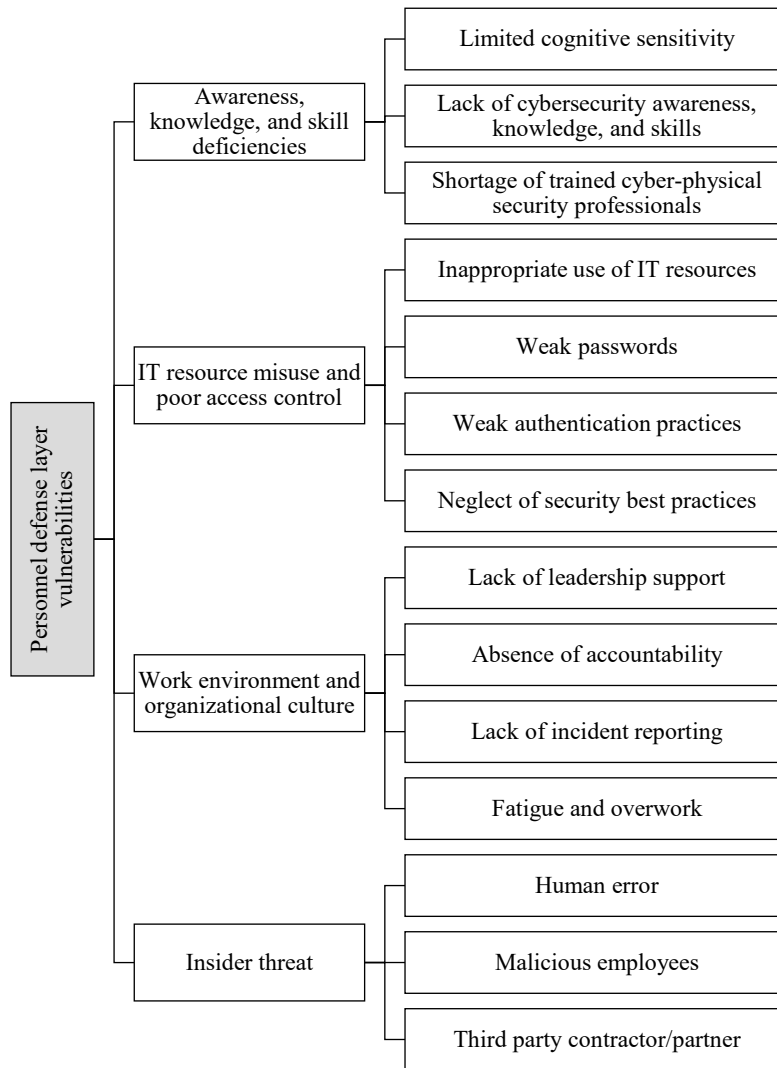 Personnel defense layer
vulnerabilities
Awareness,
knowledge, and skill
deficiencies
Limited cognitive sensitivity
Lack of cybersecurity awareness,
knowledge, and skills
Shortage of trained cyber-physical
security professionals
IT resource misuse and
poor access control
Inappropriate use of IT resources
Weak passwords
Weak authentication practices
Neglect of security best practices
Work environment and
organizational culture
Lack of leadership support
Absence of accountability
Lack of incident reporting
Fatigue and overwork
Insider threat
Human error
Malicious employees
Third party contractor/partner